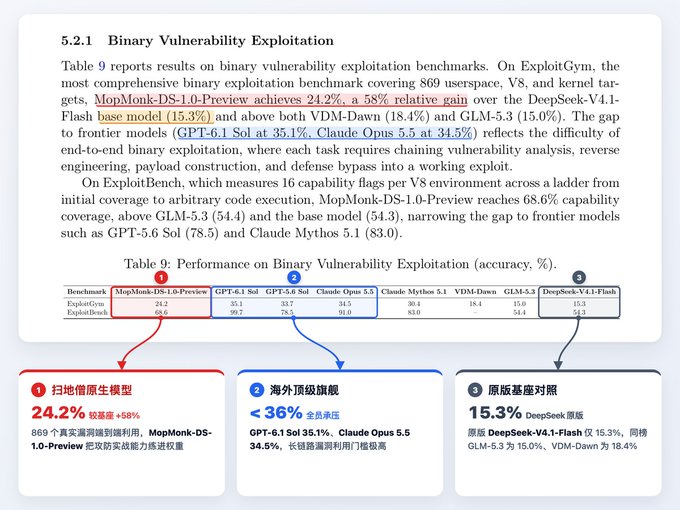 5.2.1 Binary Vulnerability Exploitation
Table 9 reports results on binary vulnerability exploitation benchmarks. On ExploitGym, the
most comprehensive binary exploitation benchmark covering 869 userspace, V8, and kernel tar-
gets, MopMonk-DS-1.0-Preview achieves 24.2%, a 58% relative gain over the DeepSeek-V4.1-
Flash base model (15.3%) and above both VDM-Dawn (18.4%) and GLM-5.3 (15.0%). The gap
to frontier models (GPT-6.1 Sol at 35.1%, Claude Opus 5.5 at 34.5%) reflects the difficulty of
end-to-end binary exploitation, where each task requires chaining vulnerability analysis, reverse
engineering, payload construction, and defense bypass into a working exploit.
On ExploitBench, which measures 16 capability flags per V8 environment across a ladder from
initial coverage to arbitrary code execution, MopMonk-DS-1.0-Preview reaches 68.6% capability
coverage, above GLM-5.3 (54.4) and the base model (54.3), narrowing the gap to frontier models
such as GPT-5.6 Sol (78.5) and Claude Mythos 5.1 (83.0).
Table 9: Performance on Binary Vulnerability Exploitation (accuracy, %).
1 2 3
Benchmark MopMonk-DS-1.0-Preview GPT-6.1 Sol GPT-5.6 Sol Claude Opus 5.5 Claude Mythos 5.1 VDM-Dawn GLM-5.3 DeepSeek-V4.1-Flash
ExploitGym 24.2 35.1 33.7 34.5 30.4 18.4 15.0 15.3
ExploitBench 68.6 99.7 78.5 91.0 83.0 - 54.4 54.3
1 扫地僧原生模型
24.2% 较基座 +58%
869 个真实漏洞端到端利用，MopMonk-DS-
1.0-Preview 把攻防实战能力练进权重
2 海外顶级旗舰
< 36% 全员承压
GPT-6.1 Sol 35.1%、Claude Opus 5.5
34.5%，长链路漏洞利用门槛极高
3 原版基座对照
15.3% DeepSeek 原版
原版 DeepSeek-V4.1-Flash 仅 15.3%，同榜
GLM-5.3 为 15.0%、VDM-Dawn 为 18.4%